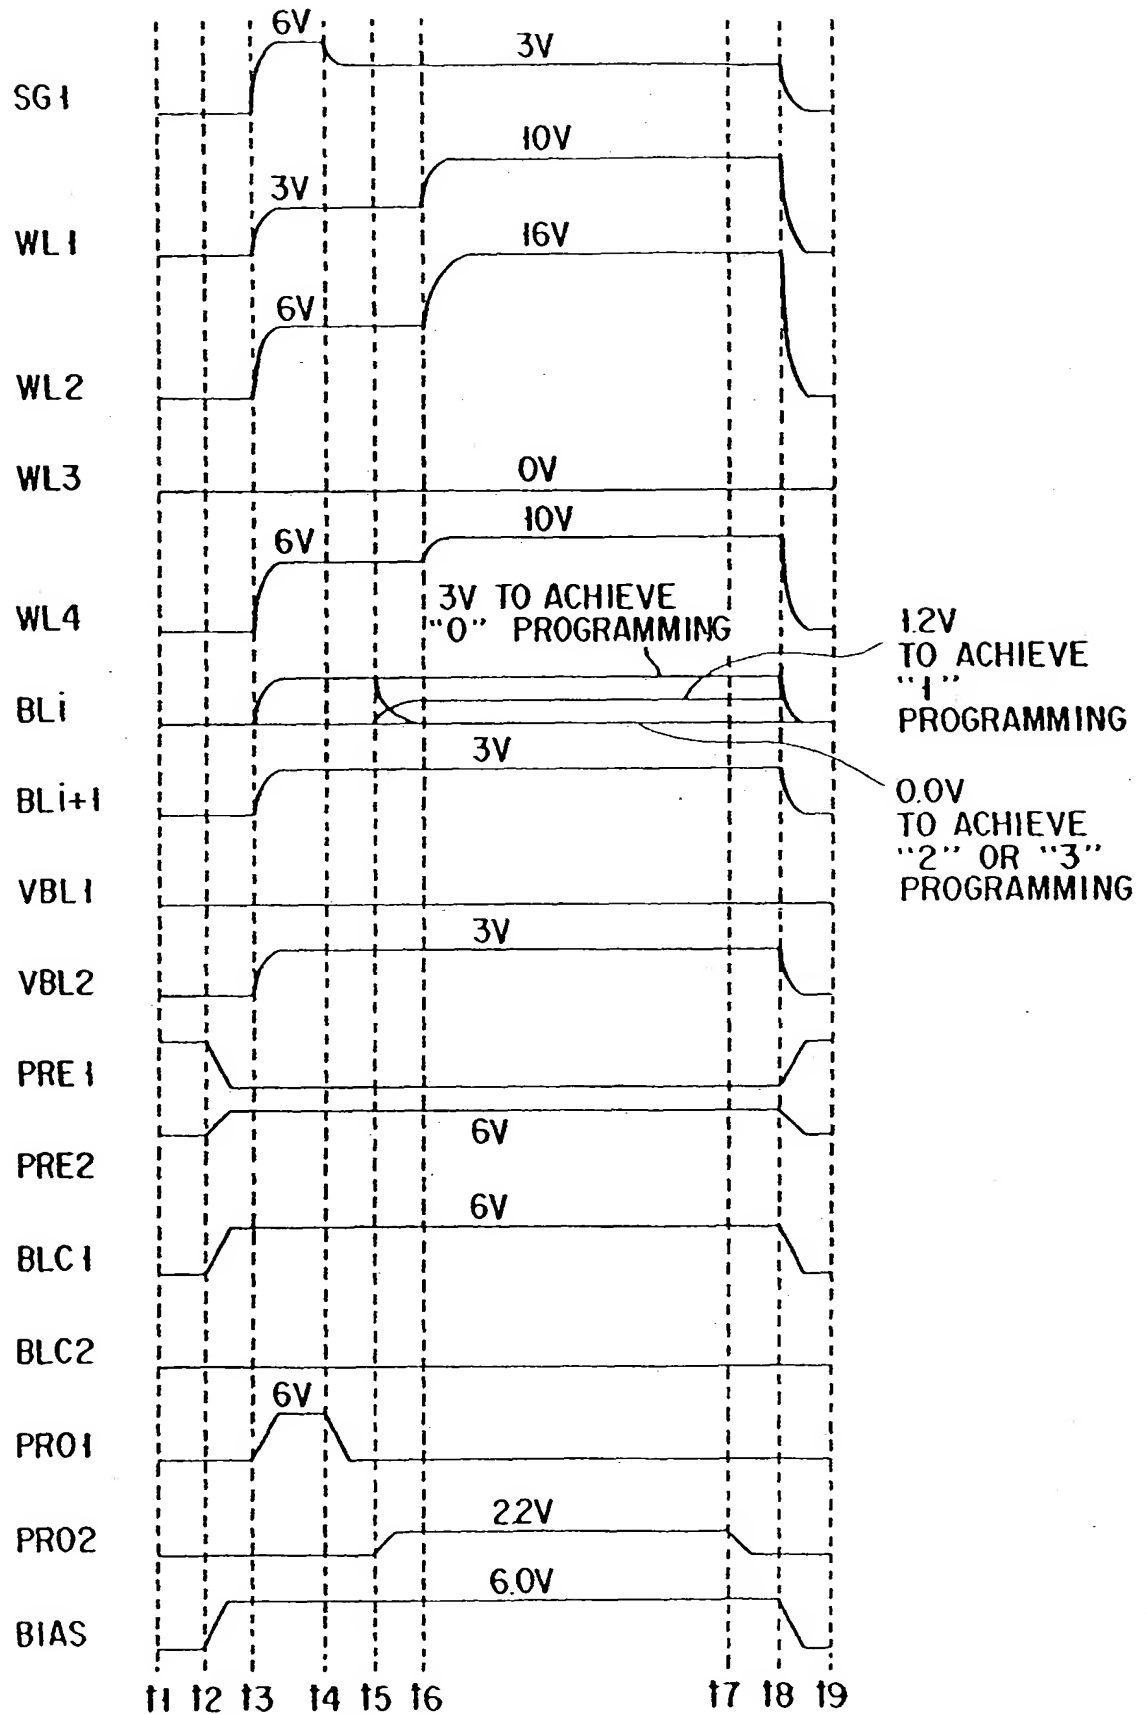 6V
3V
SG1
10V
3V
WL1
16V
6V
WL2
WL3
0V
10V
6V
WL4
3V TO ACHIEVE
"0" PROGRAMMING
1.2V
TO ACHIEVE
"1"
PROGRAMMING
BLi
3V
BLi+1
0.0V
TO ACHIEVE
"2" OR "3"
PROGRAMMING
VBL1
3V
VBL2
PRE1
6V
PRE2
6V
BLC1
BLC2
6V
PRO1
2.2V
PRO2
6.0V
BIAS
t1 t2 t3 t4 t5 t6 t7 t8 t9